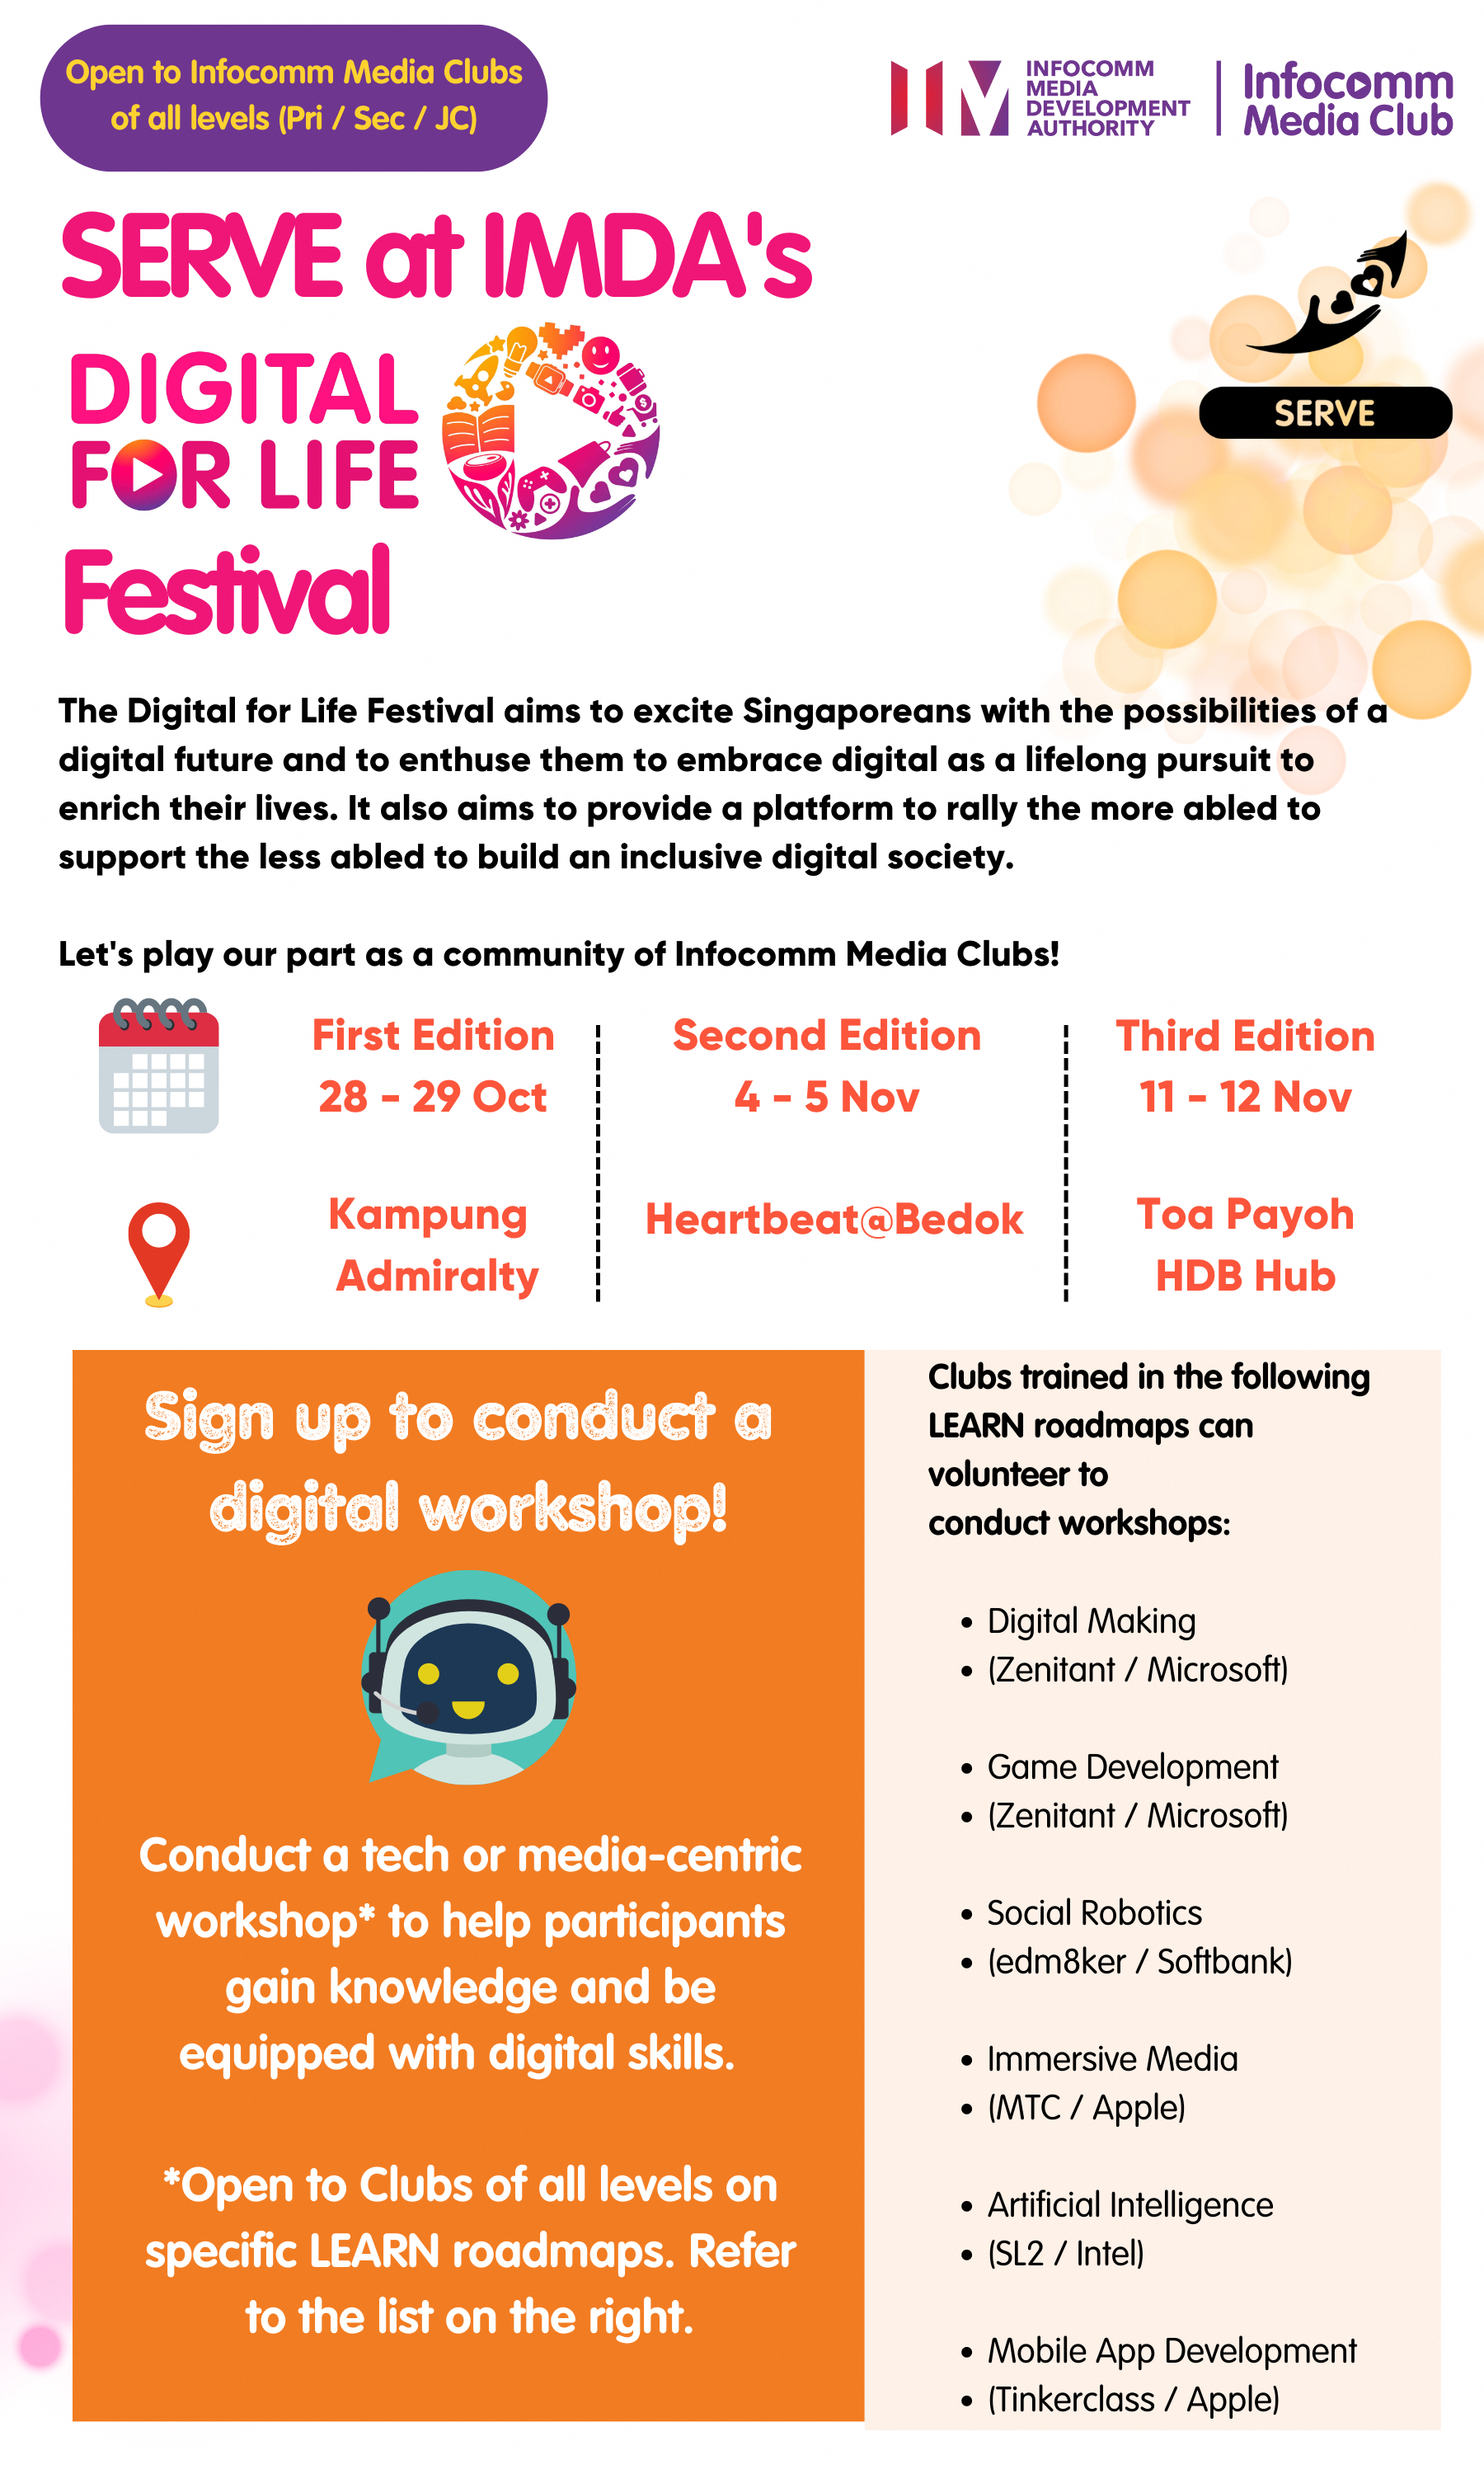 Open to Infocomm Media Clubs
of all levels (Pri / Sec / JC)
INFOCOMM
MEDIA
DEVELOPMENT
AUTHORITY
Infocomm
Media Club
SERVE at IMDA's
DIGITAL
FOR LIFE
Festival
SERVE
The Digital for Life Festival aims to excite Singaporeans with the possibilities of a
digital future and to enthuse them to embrace digital as a lifelong pursuit to
enrich their lives. It also aims to provide a platform to rally the more abled to
support the less abled to build an inclusive digital society.
Let's play our part as a community of Infocomm Media Clubs!
First Edition
28 - 29 Oct
Kampung
Admiralty
Second Edition
4 - 5 Nov
Heartbeat@Bedok
Third Edition
11 - 12 Nov
Toa Payoh
HDB Hub
Sign up to conduct a
digital workshop!
Conduct a tech or media-centric
workshop* to help participants
gain knowledge and be
equipped with digital skills.
*Open to Clubs of all levels on
specific LEARN roadmaps. Refer
to the list on the right.
Clubs trained in the following
LEARN roadmaps can
volunteer to
conduct workshops:
• Digital Making
• (Zenitant / Microsoft)
• Game Development
• (Zenitant / Microsoft)
• Social Robotics
• (edm8ker / Softbank)
• Immersive Media
• (MTC / Apple)
• Artificial Intelligence
• (SL2 / Intel)
• Mobile App Development
• (Tinkerclass / Apple)